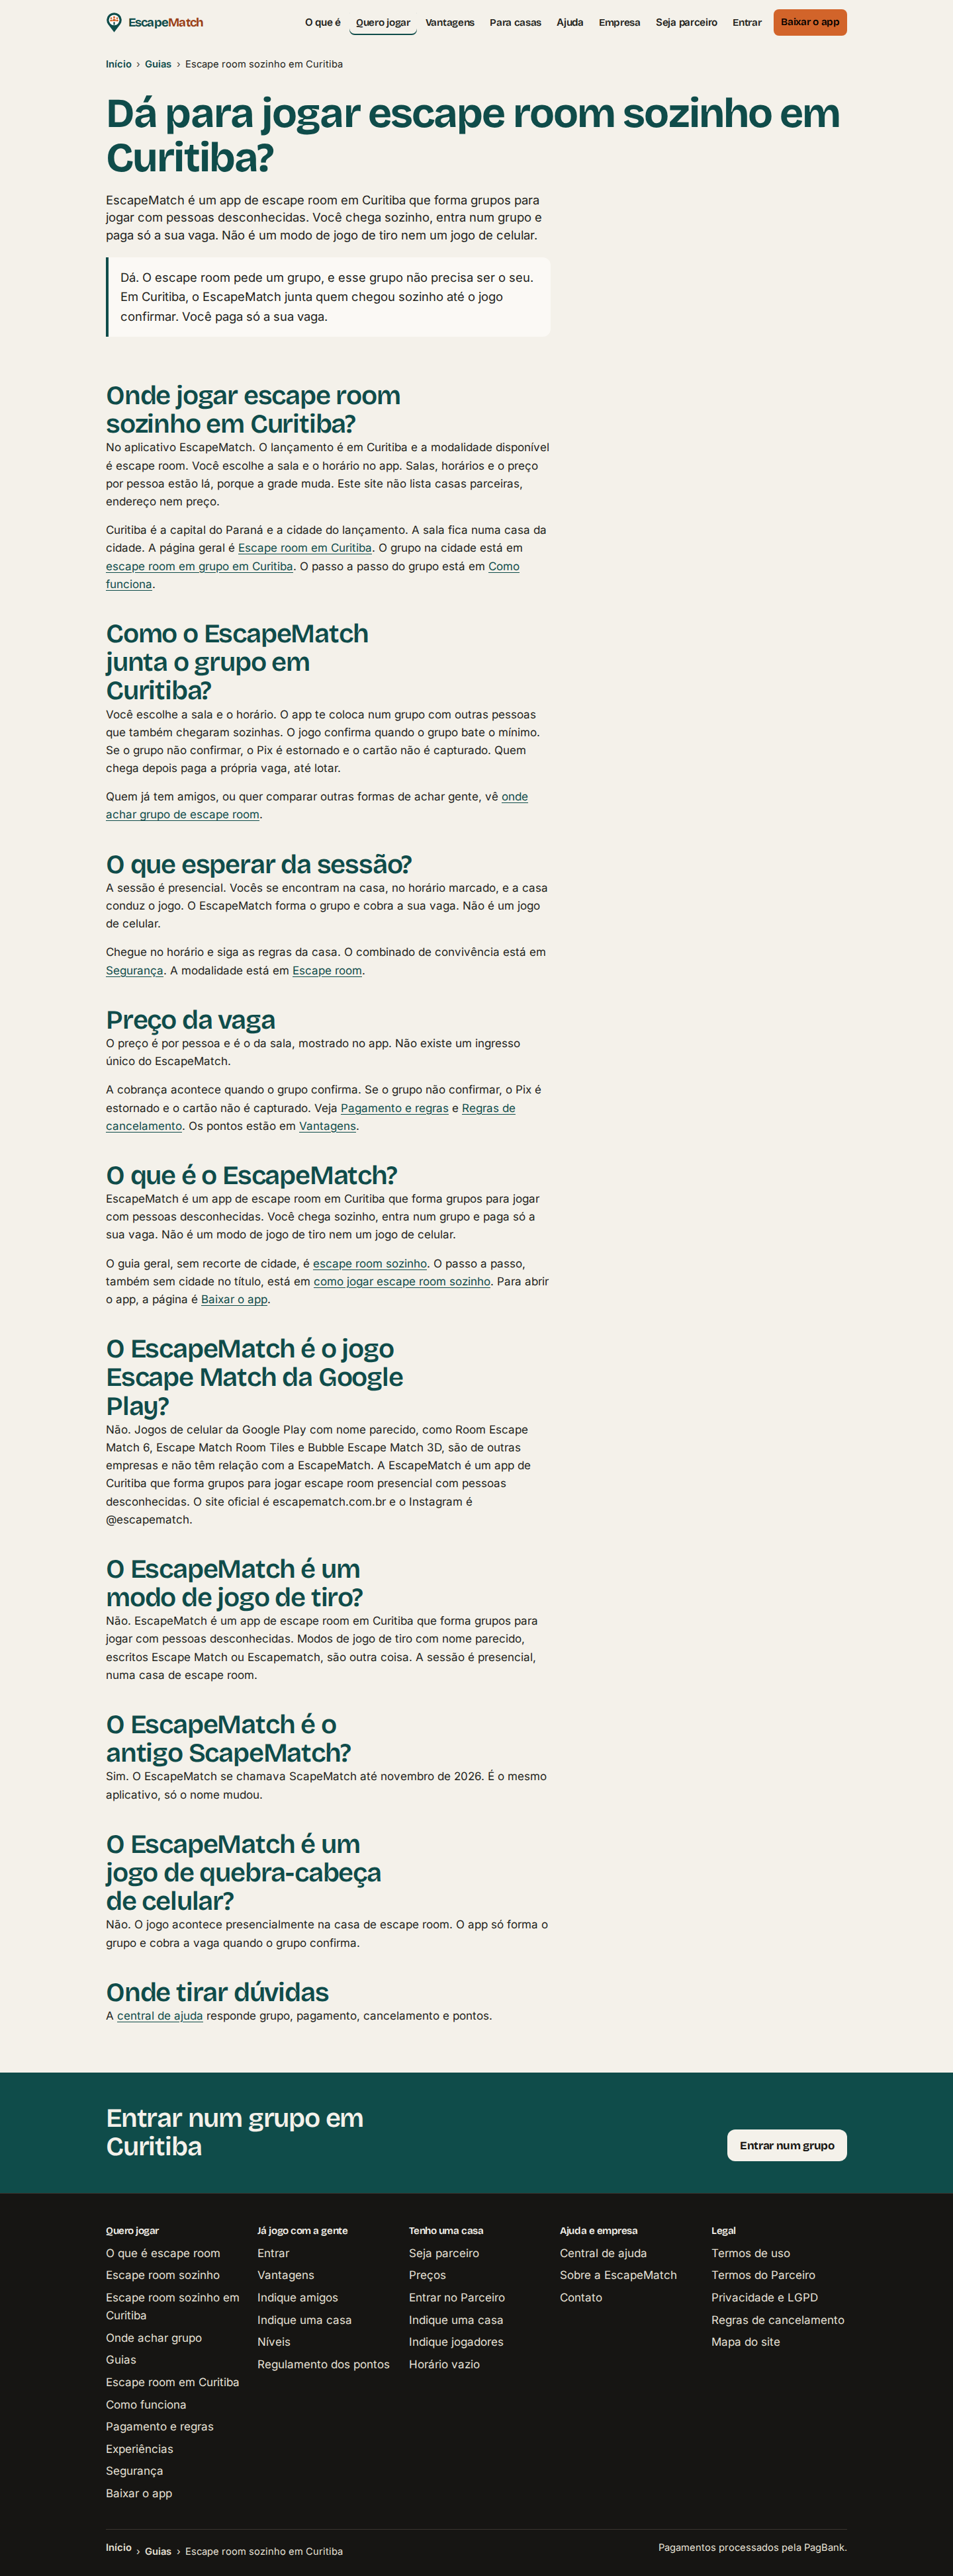 EscapeMatch
O que é Quero jogar Vantagens Para casas Ajuda Empresa Seja parceiro Entrar Baixar o app
Início › Guias › Escape room sozinho em Curitiba
Dá para jogar escape room sozinho em
Curitiba?
EscapeMatch é um app de escape room em Curitiba que forma grupos para
jogar com pessoas desconhecidas. Você chega sozinho, entra num grupo e
paga só a sua vaga. Não é um modo de jogo de tiro nem um jogo de celular.
Dá. O escape room pede um grupo, e esse grupo não precisa ser o seu.
Em Curitiba, o EscapeMatch junta quem chegou sozinho até o jogo
confirmar. Você paga só a sua vaga.
Onde jogar escape room
sozinho em Curitiba?
No aplicativo EscapeMatch. O lançamento é em Curitiba e a modalidade disponível
é escape room. Você escolhe a sala e o horário no app. Salas, horários e o preço
por pessoa estão lá, porque a grade muda. Este site não lista casas parceiras,
endereço nem preço.
Curitiba é a capital do Paraná e a cidade do lançamento. A sala fica numa casa da
cidade. A página geral é Escape room em Curitiba. O grupo na cidade está em
escape room em grupo em Curitiba. O passo a passo do grupo está em Como
funciona.
Como o EscapeMatch
junta o grupo em
Curitiba?
Você escolhe a sala e o horário. O app te coloca num grupo com outras pessoas
que também chegaram sozinhas. O jogo confirma quando o grupo bate o mínimo.
Se o grupo não confirmar, o Pix é estornado e o cartão não é capturado. Quem
chega depois paga a própria vaga, até lotar.
Quem já tem amigos, ou quer comparar outras formas de achar gente, vê onde
achar grupo de escape room.
O que esperar da sessão?
A sessão é presencial. Vocês se encontram na casa, no horário marcado, e a casa
conduz o jogo. O EscapeMatch forma o grupo e cobra a sua vaga. Não é um jogo
de celular.
Chegue no horário e siga as regras da casa. O combinado de convivência está em
Segurança. A modalidade está em Escape room.
Preço da vaga
O preço é por pessoa e é o da sala, mostrado no app. Não existe um ingresso
único do EscapeMatch.
A cobrança acontece quando o grupo confirma. Se o grupo não confirmar, o Pix é
estornado e o cartão não é capturado. Veja Pagamento e regras e Regras de
cancelamento. Os pontos estão em Vantagens.
O que é o EscapeMatch?
EscapeMatch é um app de escape room em Curitiba que forma grupos para jogar
com pessoas desconhecidas. Você chega sozinho, entra num grupo e paga só a
sua vaga. Não é um modo de jogo de tiro nem um jogo de celular.
O guia geral, sem recorte de cidade, é escape room sozinho. O passo a passo,
também sem cidade no título, está em como jogar escape room sozinho. Para abrir
o app, a página é Baixar o app.
O EscapeMatch é o jogo
Escape Match da Google
Play?
Não. Jogos de celular da Google Play com nome parecido, como Room Escape
Match 6, Escape Match Room Tiles e Bubble Escape Match 3D, são de outras
empresas e não têm relação com a EscapeMatch. A EscapeMatch é um app de
Curitiba que forma grupos para jogar escape room presencial com pessoas
desconhecidas. O site oficial é escapematch.com.br e o Instagram é
@escapematch.
O EscapeMatch é um
modo de jogo de tiro?
Não. EscapeMatch é um app de escape room em Curitiba que forma grupos para
jogar com pessoas desconhecidas. Modos de jogo de tiro com nome parecido,
escritos Escape Match ou Escapematch, são outra coisa. A sessão é presencial,
numa casa de escape room.
O EscapeMatch é o
antigo ScapeMatch?
Sim. O EscapeMatch se chamava ScapeMatch até novembro de 2026. É o mesmo
aplicativo, só o nome mudou.
O EscapeMatch é um
jogo de quebra-cabeça
de celular?
Não. O jogo acontece presencialmente na casa de escape room. O app só forma o
grupo e cobra a vaga quando o grupo confirma.
Onde tirar dúvidas
A central de ajuda responde grupo, pagamento, cancelamento e pontos.
Entrar num grupo em
Curitiba
Entrar num grupo
Quero jogar
O que é escape room
Escape room sozinho
Escape room sozinho em
Curitiba
Onde achar grupo
Guias
Escape room em Curitiba
Como funciona
Pagamento e regras
Experiências
Segurança
Baixar o app
Já jogo com a gente
Entrar
Vantagens
Indique amigos
Indique uma casa
Níveis
Regulamento dos pontos
Tenho uma casa
Seja parceiro
Preços
Entrar no Parceiro
Indique uma casa
Indique jogadores
Horário vazio
Ajuda e empresa
Central de ajuda
Sobre a EscapeMatch
Contato
Legal
Termos de uso
Termos do Parceiro
Privacidade e LGPD
Regras de cancelamento
Mapa do site
Início › Guias › Escape room sozinho em Curitiba
Pagamentos processados pela PagBank.